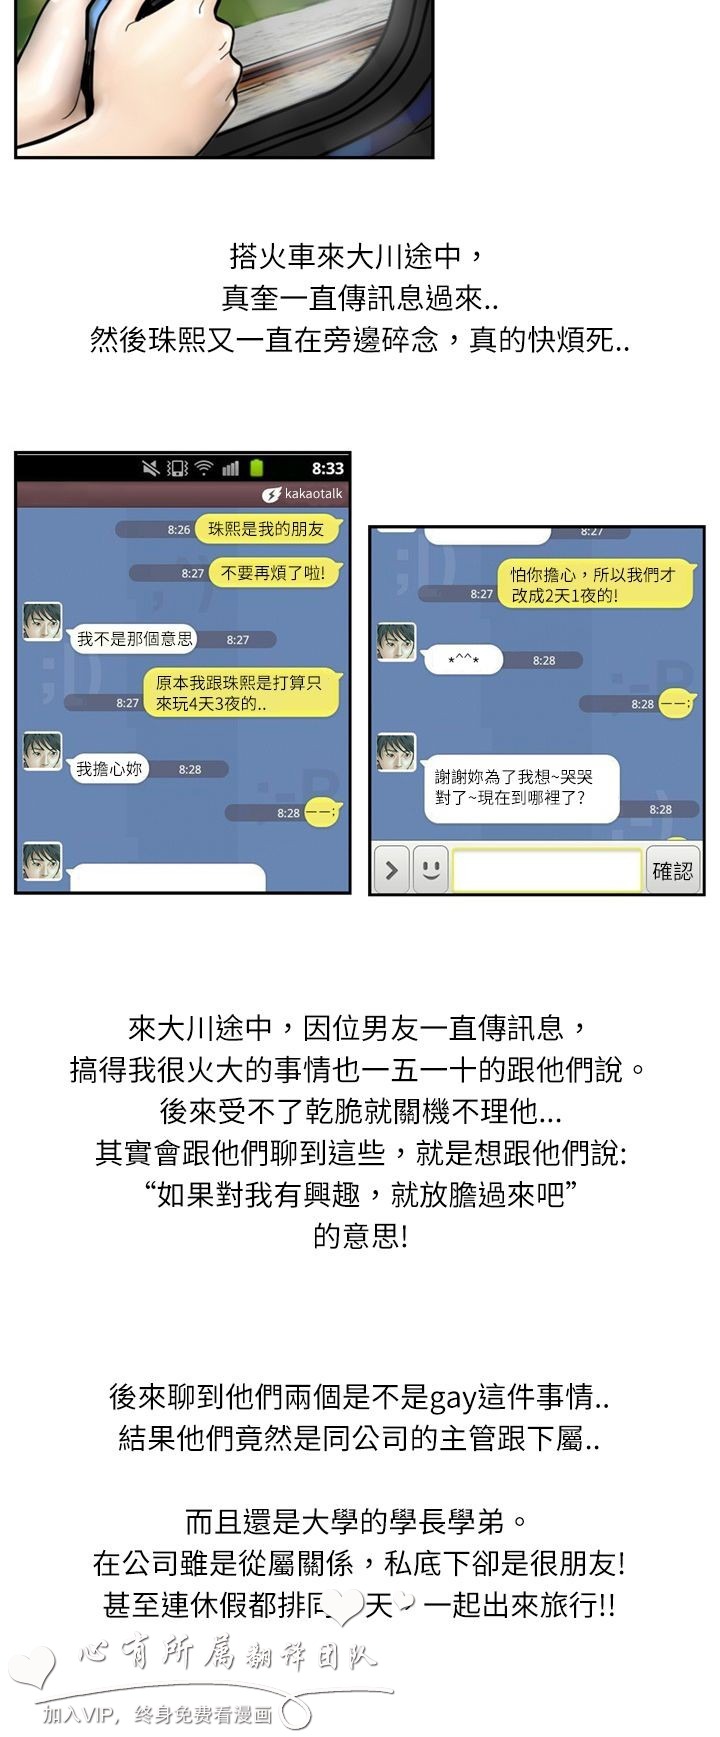 搭火車來大川途中，
真奎一直傳訊息過來..
然後珠熙又一直在旁邊碎念，真的快煩死..
8:33
kakaotalk
8:26 珠熙是我的朋友
8:27 不要再煩了啦!
我不是那個意思 8:27
原本我跟珠熙是打算只
8:27 來玩4天3夜的..
我擔心妳 8:28
8:28 ㅡㅡ;
8:27
怕你擔心，所以我們才
8:27 改成2天1夜的!
*^^* 8:28
8:28 ㅡㅡ;
謝謝妳為了我想~哭哭
對了~現在到哪裡了?
8:28
確認
來大川途中，因位男友一直傳訊息，
搞得我很火大的事情也一五一十的跟他們說。
後來受不了乾脆就關機不理他...
其實會跟他們聊到這些，就是想跟他們說:
“如果對我有興趣，就放膽過來吧”
的意思!
後來聊到他們兩個是不是gay這件事情..
結果他們竟然是同公司的主管跟下屬..
而且還是大學的學長學弟。
在公司雖是從屬關係，私底下卻是很朋友!
甚至連休假都排同天 一起出來旅行!!
心有所属翻译团队
加入VIP，终身免费看漫画